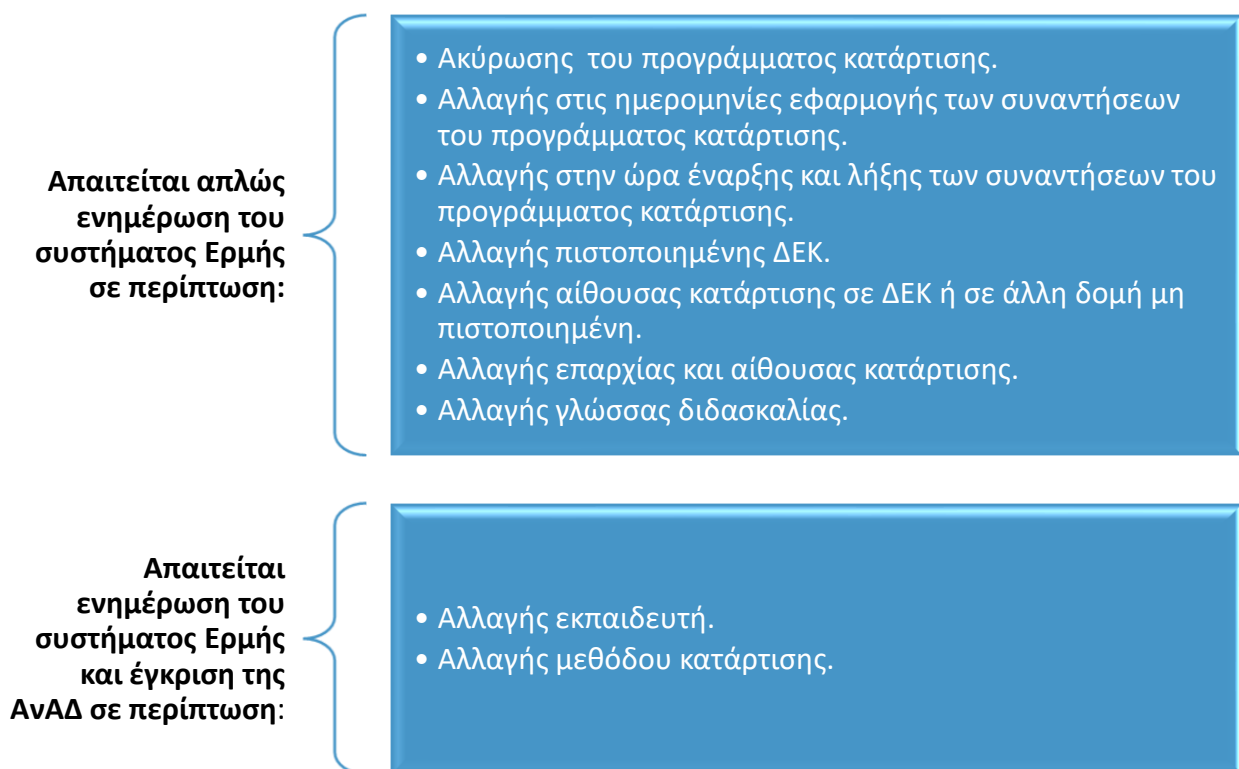 Απαιτείται απλώς
ενημέρωση του
συστήματος Ερμής
σε περίπτωση:
• Ακύρωσης  του προγράμματος κατάρτισης.
• Αλλαγής στις ημερομηνίες εφαρμογής των συναντήσεων
του προγράμματος κατάρτισης.
• Αλλαγής στην ώρα έναρξης και λήξης των συναντήσεων του
προγράμματος κατάρτισης.
• Αλλαγής πιστοποιημένης ΔΕΚ.
• Αλλαγής αίθουσας κατάρτισης σε ΔΕΚ ή σε άλλη δομή μη
πιστοποιημένη.
• Αλλαγής επαρχίας και αίθουσας κατάρτισης.
• Αλλαγής γλώσσας διδασκαλίας.
Απαιτείται
ενημέρωση του
συστήματος Ερμής
και έγκριση της
ΑνΑΔ σε περίπτωση:
• Αλλαγής εκπαιδευτή.
• Αλλαγής μεθόδου κατάρτισης.